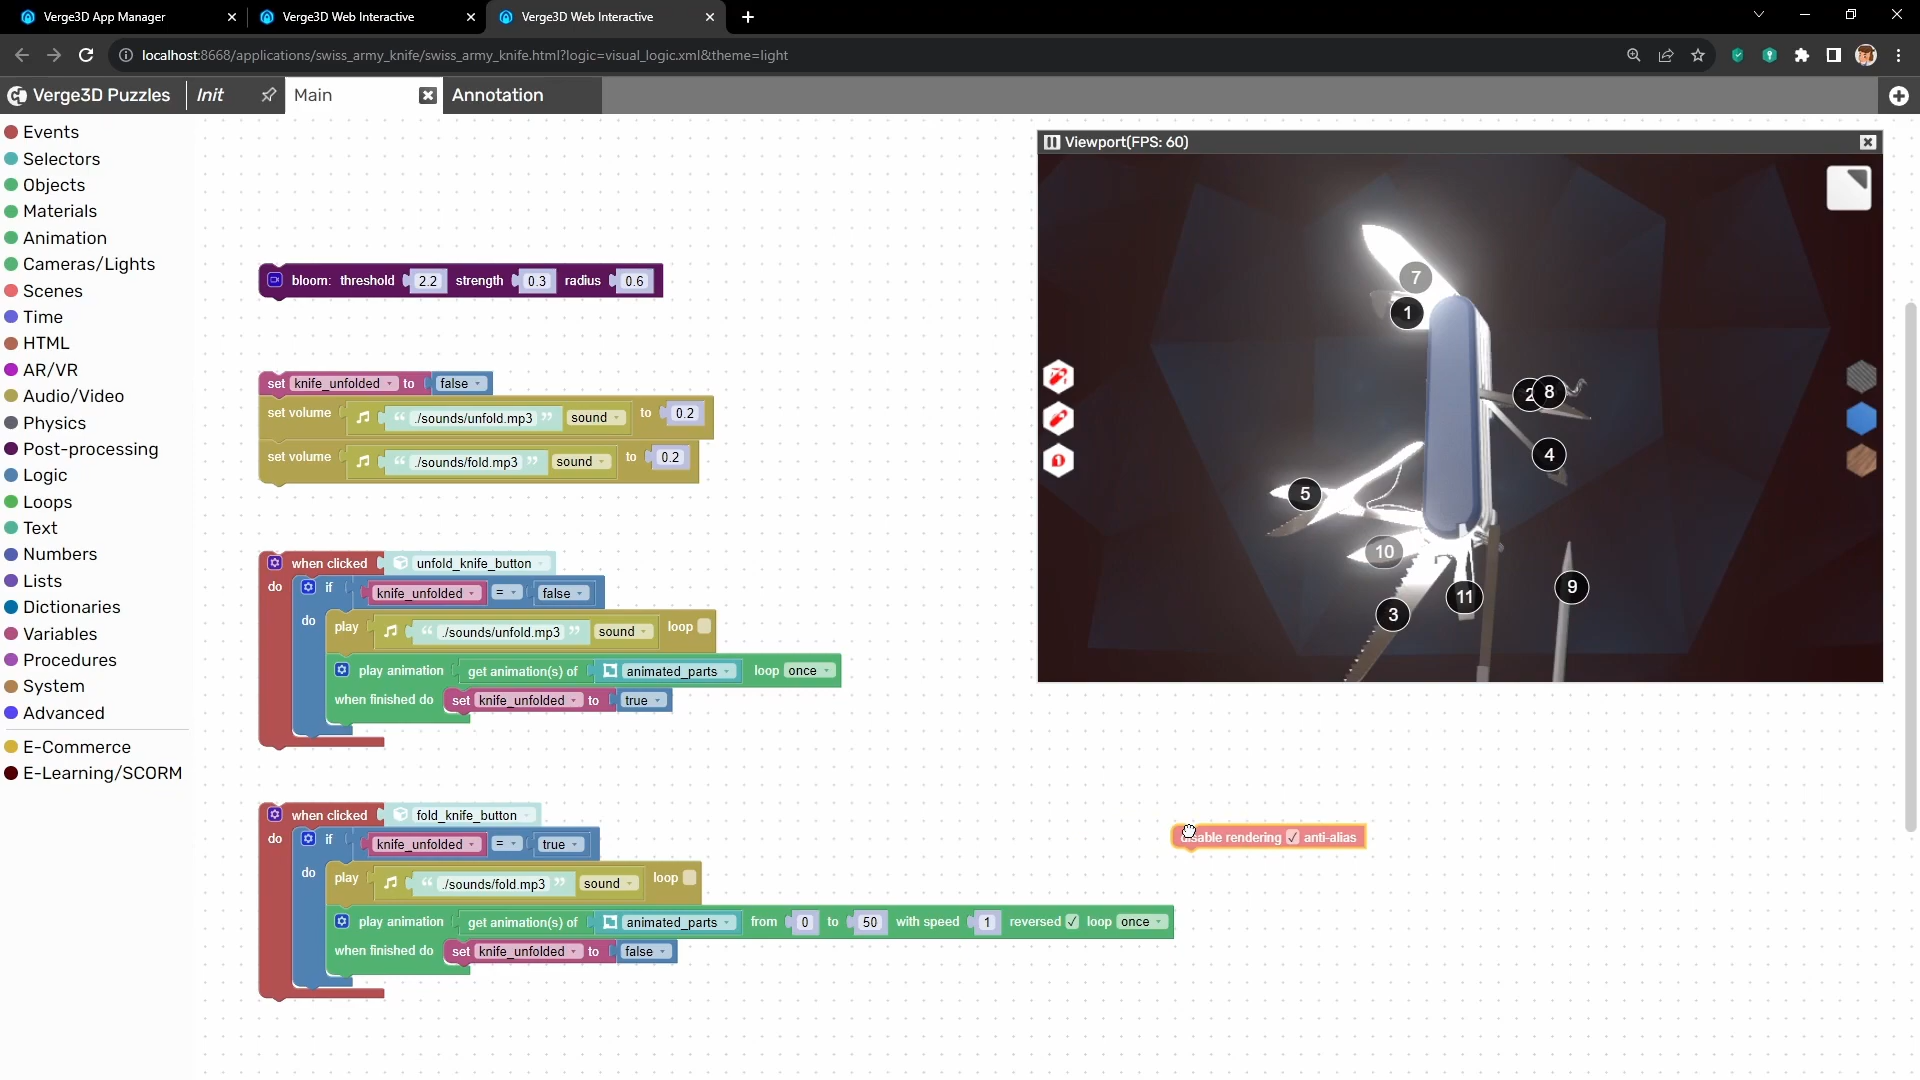 Verge3D App Manager
Verge3D Web Interactive
Verge3D Web Interactive
localhost:8668/applications/swiss_army_knife/swiss_army_knife.html?logic=visual_logic.xml&theme=light
Verge3D Puzzles
Init
Main
Annotation
Events
Selectors
Objects
Materials
Animation
Cameras/Lights
Scenes
Time
HTML
AR/VR
Audio/Video
Physics
Post-processing
Logic
Loops
Text
Numbers
Lists
Dictionaries
Variables
Procedures
System
Advanced
E-Commerce
E-Learning/SCORM
bloom: threshold 2.2 strength 0.3 radius 0.6
set knife_unfolded to false
set volume “ ./sounds/unfold.mp3 ” sound to 0.2
set volume “ ./sounds/fold.mp3 ” sound to 0.2
when clicked unfold_knife_button
do if knife_unfolded = false
do play “ ./sounds/unfold.mp3 ” sound loop
play animation get animation(s) of animated_parts loop once
when finished do set knife_unfolded to true
when clicked fold_knife_button
do if knife_unfolded = true
do play “ ./sounds/fold.mp3 ” sound loop
play animation get animation(s) of animated_parts from 0 to 50 with speed 1 reversed ✓ loop once
when finished do set knife_unfolded to false
Viewport(FPS: 60)
7
1
2
8
4
5
10
3
11
9
rendering ✓ anti-alias